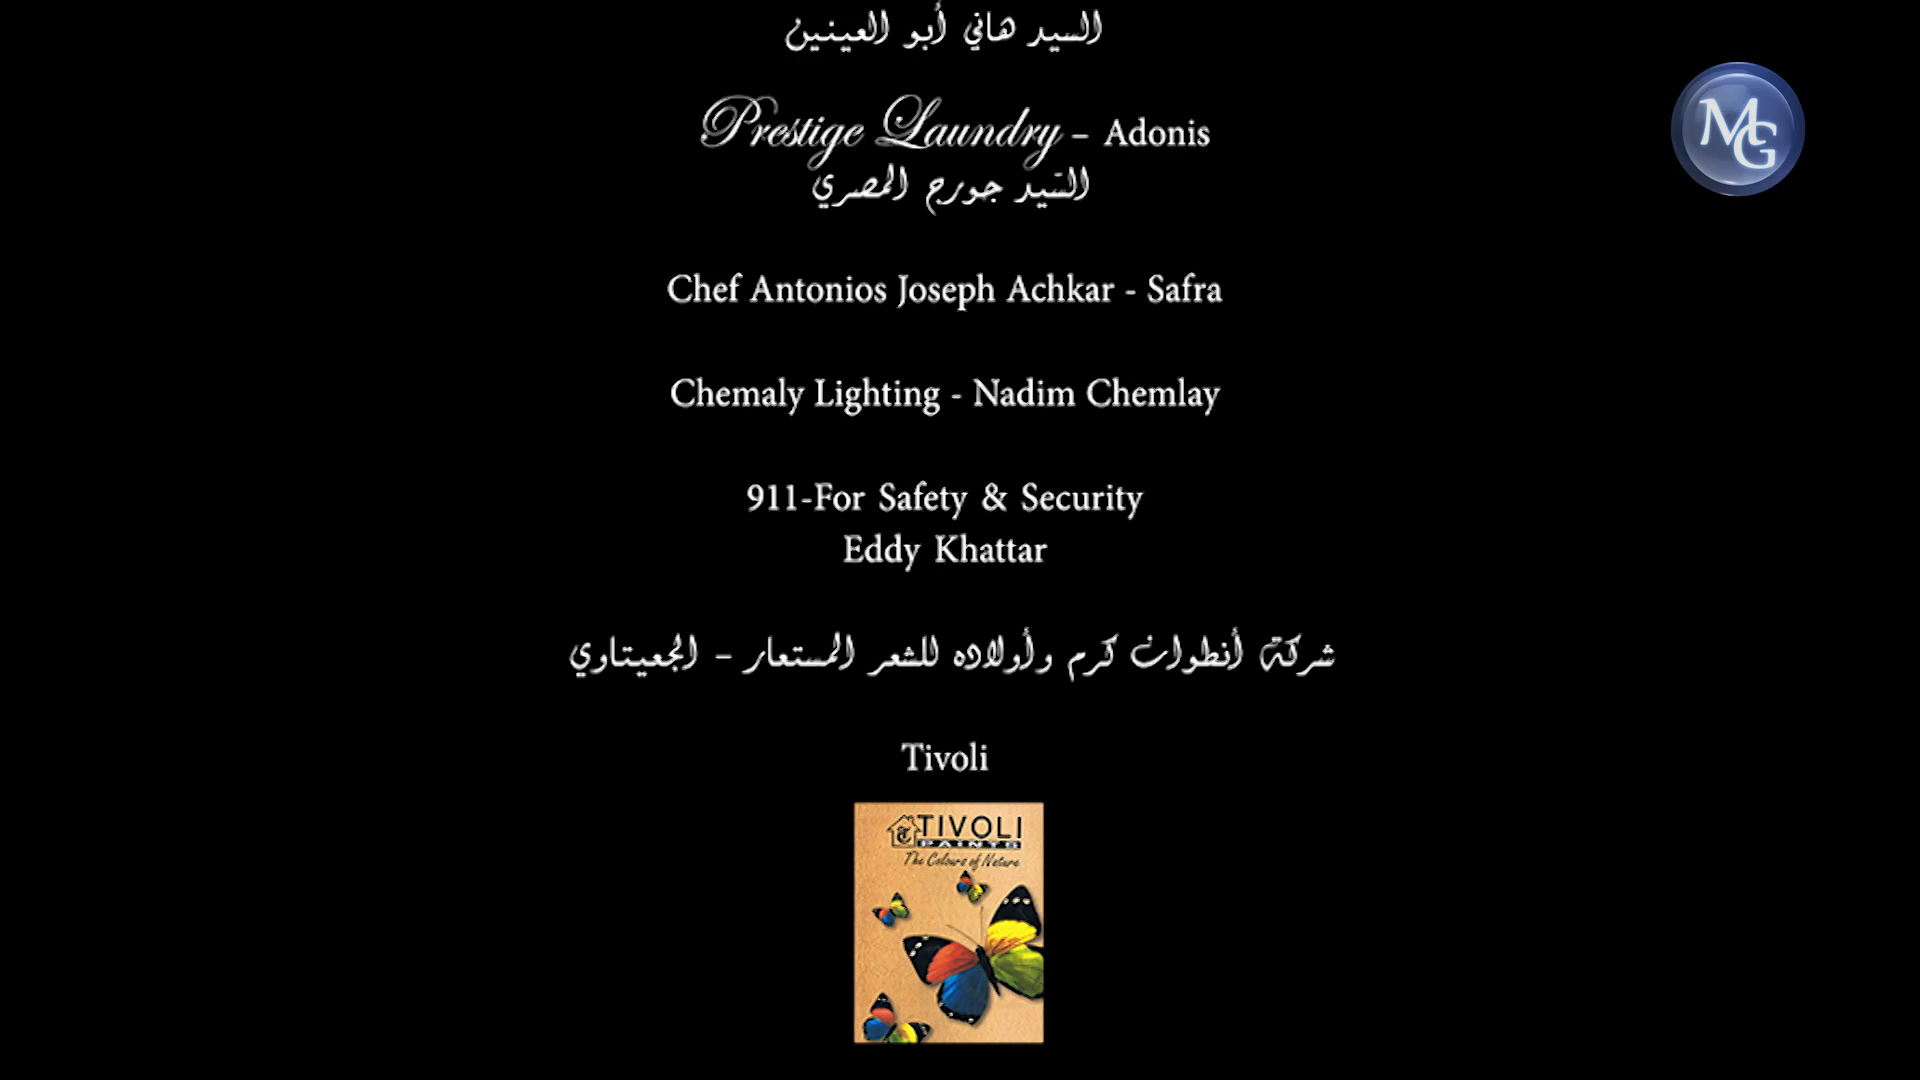 السيد هاني أبو العينين
MG
Prestige Laundry – Adonis
السّيد جورج المصري
Chef Antonios Joseph Achkar - Safra
Chemaly Lighting - Nadim Chemlay
911-For Safety & Security
Eddy Khattar
شركة أنطوان كرم وأولاده للشعر المستعار – الجعيتاوي
Tivoli
TIVOLI
PAINTS
The Colours of Nature